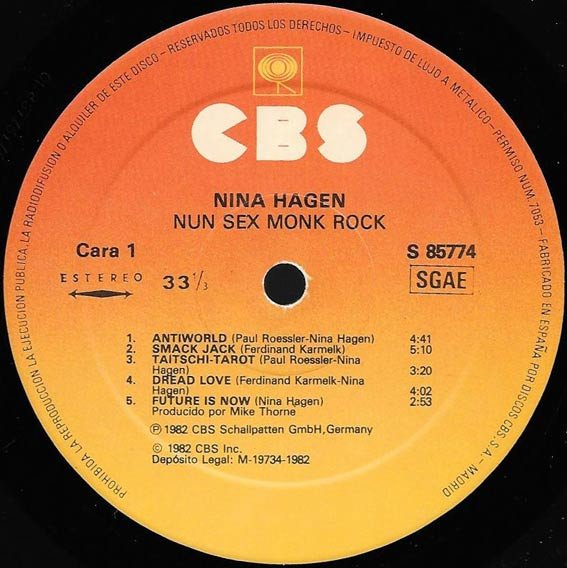 PROHIBIDA LA REPRODUCCION, LA EJECUCION PUBLICA, LA RADIODIFUSION O ALQUILER DE ESTE DISCO - RESERVADOS TODOS LOS DERECHOS - IMPUESTO DE LUJO A METALICO - PERMISO NUM. 7053 - FABRICADO EN ESPAÑA POR DISCOS CBS, S.A. - MADRID
CBS
NINA HAGEN
NUN SEX MONK ROCK
Cara 1
S 85774
ESTEREO
33 1/3
SGAE
1. ANTIWORLD (Paul Roessler-Nina Hagen) 4:41
2. SMACK JACK (Ferdinand Karmelk) 5:10
3. TAITSCHI-TAROT (Paul Roessler-Nina
Hagen) 3:20
4. DREAD LOVE (Ferdinand Karmelk-Nina
Hagen) 4:02
5. FUTURE IS NOW (Nina Hagen) 2:53
Producido por Mike Thorne
Ⓟ 1982 CBS Schallpatten GmbH, Germany
© 1982 CBS Inc.
Depósito Legal: M-19734-1982